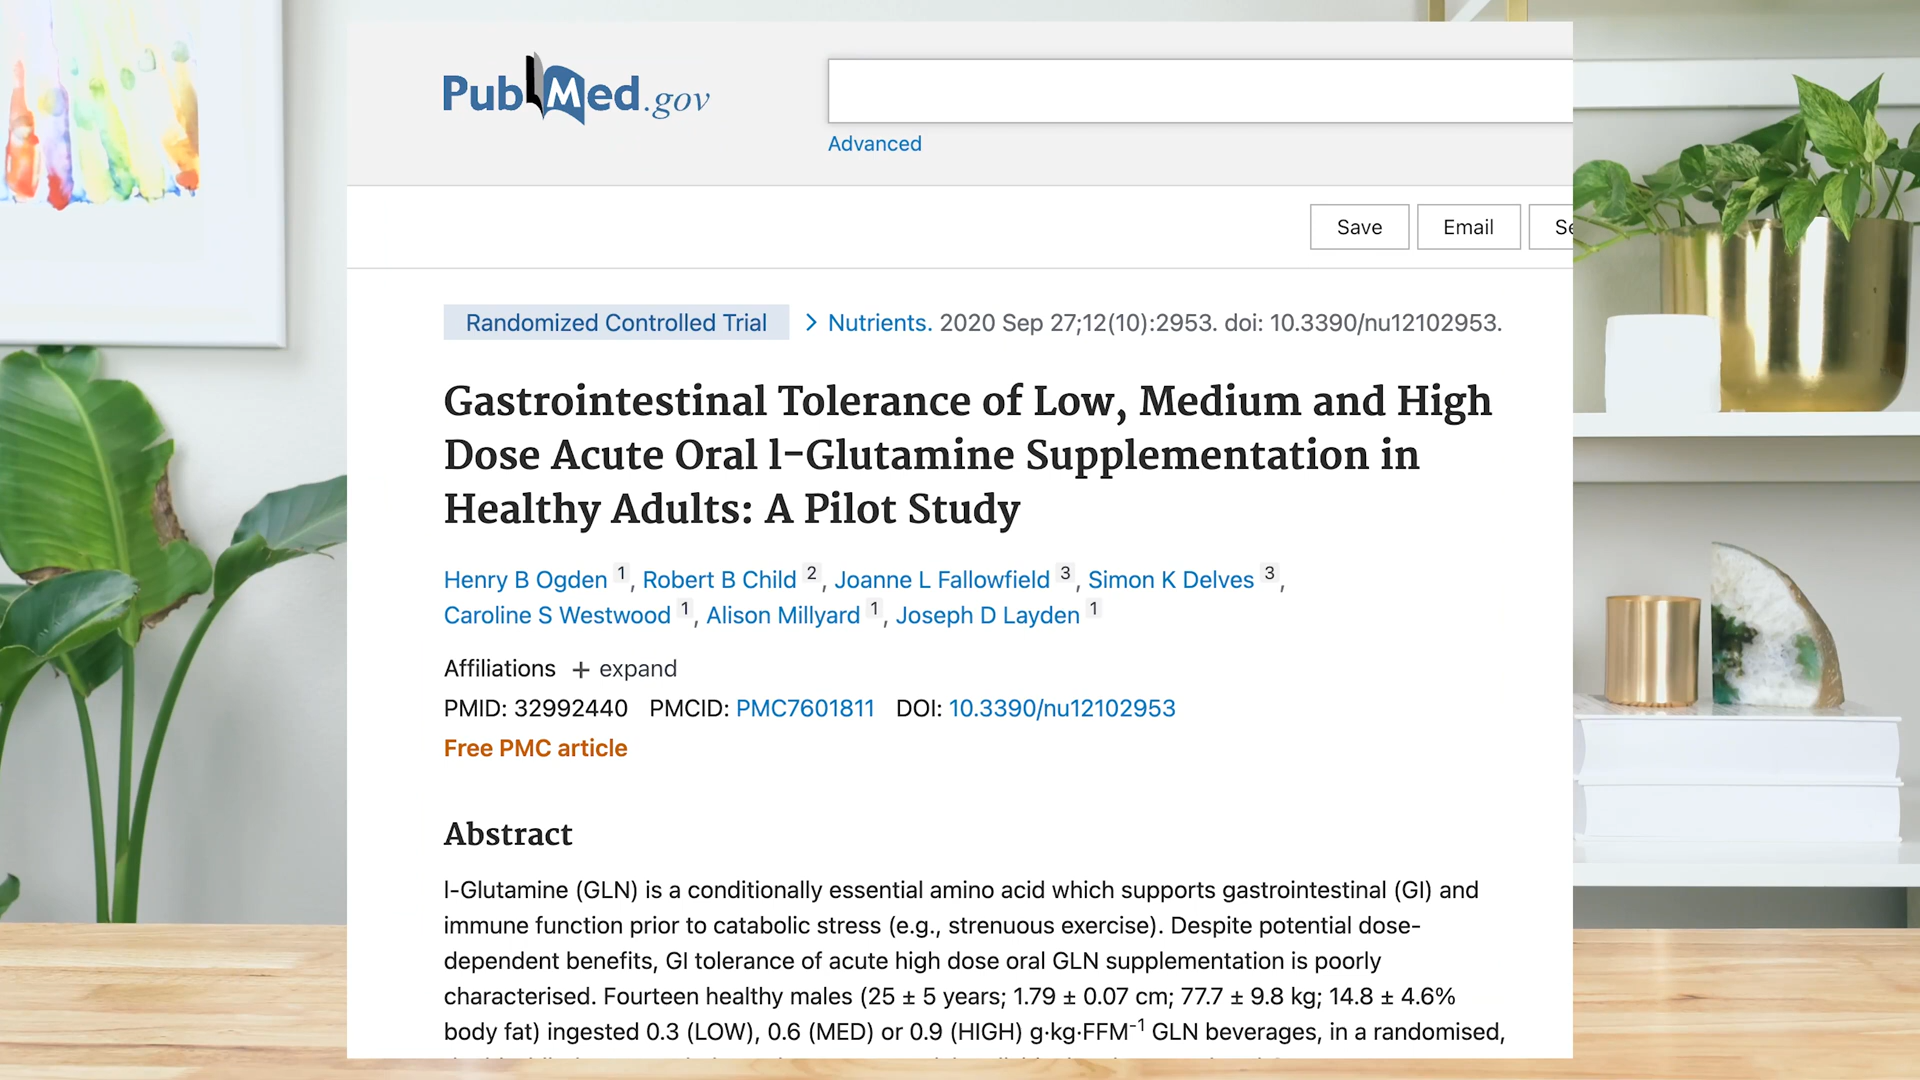 PubMed.gov
Advanced
Save Email
Randomized Controlled Trial > Nutrients. 2020 Sep 27;12(10):2953. doi: 10.3390/nu12102953.
Gastrointestinal Tolerance of Low, Medium and High
Dose Acute Oral l-Glutamine Supplementation in
Healthy Adults: A Pilot Study
Henry B Ogden 1, Robert B Child 2, Joanne L Fallowfield 3, Simon K Delves 3,
Caroline S Westwood 1, Alison Millyard 1, Joseph D Layden 1
Affiliations + expand
PMID: 32992440 PMCID: PMC7601811 DOI: 10.3390/nu12102953
Free PMC article
Abstract
l-Glutamine (GLN) is a conditionally essential amino acid which supports gastrointestinal (GI) and
immune function prior to catabolic stress (e.g., strenuous exercise). Despite potential dose-
dependent benefits, GI tolerance of acute high dose oral GLN supplementation is poorly
characterised. Fourteen healthy males (25 ± 5 years; 1.79 ± 0.07 cm; 77.7 ± 9.8 kg; 14.8 ± 4.6%
body fat) ingested 0.3 (LOW), 0.6 (MED) or 0.9 (HIGH) g·kg·FFM⁻¹ GLN beverages, in a randomised,